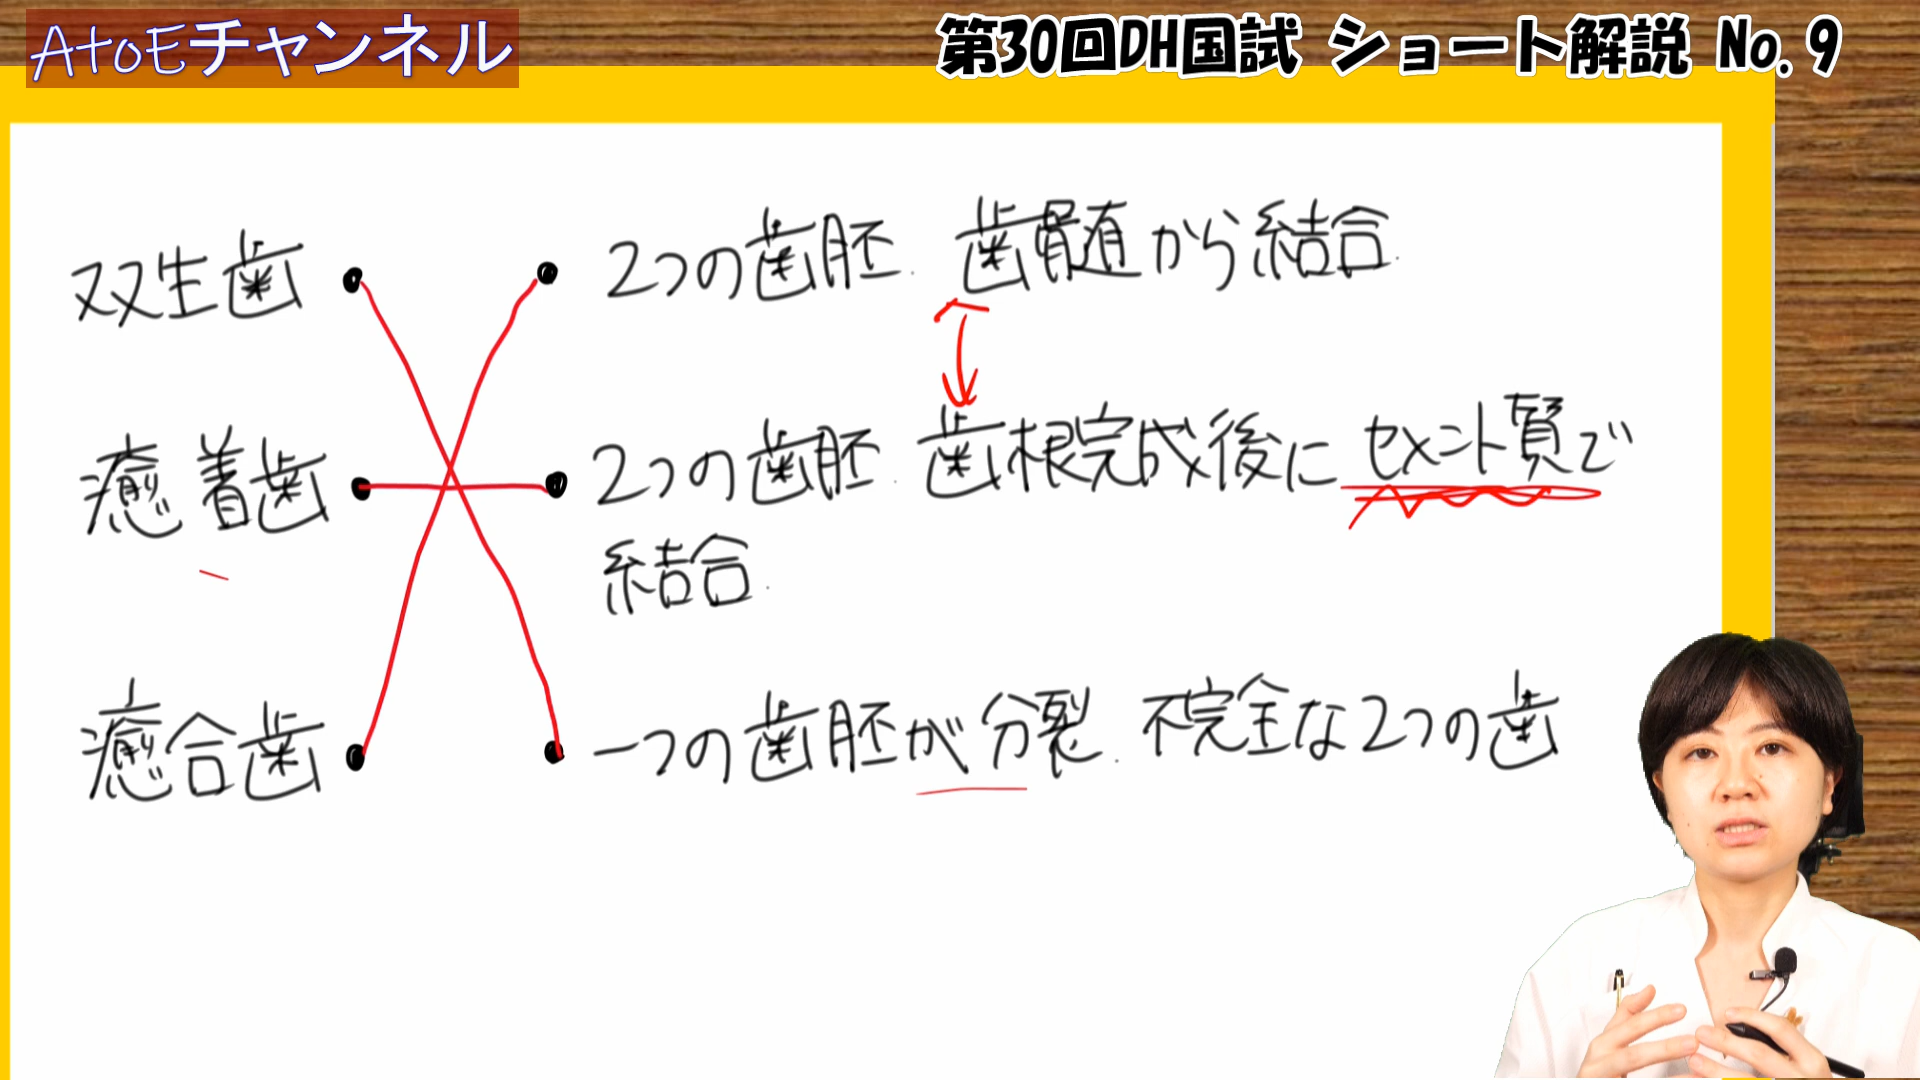 AtoEチャンネル
第30回DH国試 ショート解説 No.9
双生歯
2つの歯胚. 歯髄から結合.
癒着歯
2つの歯胚. 歯根完成後にセメント質で
結合.
癒合歯
一つの歯胚が分裂. 不完全な2つの歯